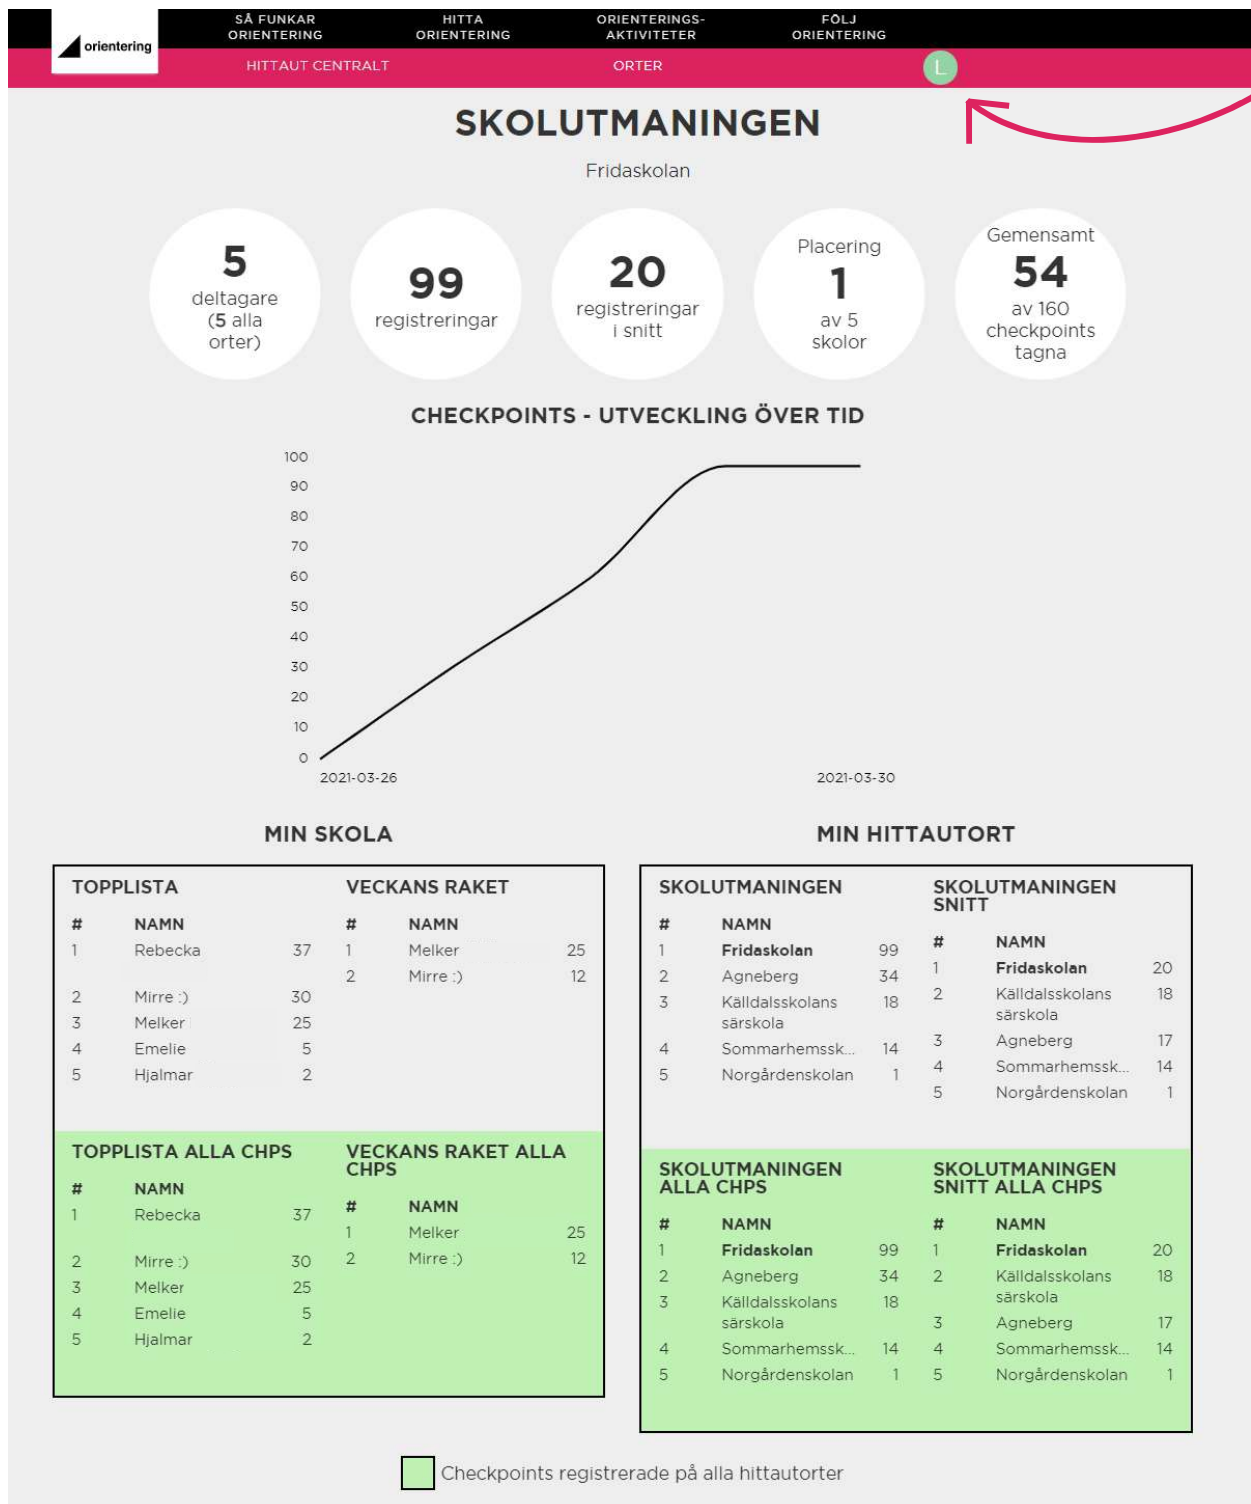 SÅ FUNKAR
ORIENTERING
HITTA
ORIENTERING
ORIENTERINGS-
AKTIVITETER
FÖLJ
ORIENTERING
orientering
HITTAUT CENTRALT
ORTER
L
SKOLUTMANINGEN
Fridaskolan
5
deltagare
(5 alla
orter)
99
registreringar
20
registreringar
i snitt
Placering
1
av 5
skolor
Gemensamt
54
av 160
checkpoints
tagna
CHECKPOINTS - UTVECKLING ÖVER TID
100
90
80
70
60
50
40
30
20
10
0
2021-03-26
2021-03-30
MIN SKOLA
TOPPLISTA
# NAMN
1 Rebecka 37
2 Mirre :) 30
3 Melker 25
4 Emelie 5
5 Hjalmar 2
VECKANS RAKET
# NAMN
1 Melker 25
2 Mirre :) 12
TOPPLISTA ALLA CHPS
# NAMN
1 Rebecka 37
2 Mirre :) 30
3 Melker 25
4 Emelie 5
5 Hjalmar 2
VECKANS RAKET ALLA
CHPS
# NAMN
1 Melker 25
2 Mirre :) 12
MIN HITTAUTORT
SKOLUTMANINGEN
# NAMN
1 Fridaskolan 99
2 Agneberg 34
3 Källdalsskolans 18
särskola
4 Sommarhemssk... 14
5 Norgårdenskolan 1
SKOLUTMANINGEN
SNITT
# NAMN
1 Fridaskolan 20
2 Källdalsskolans 18
särskola
3 Agneberg 17
4 Sommarhemssk... 14
5 Norgårdenskolan 1
SKOLUTMANINGEN
ALLA CHPS
# NAMN
1 Fridaskolan 99
2 Agneberg 34
3 Källdalsskolans 18
särskola
4 Sommarhemssk... 14
5 Norgårdenskolan 1
SKOLUTMANINGEN
SNITT ALLA CHPS
# NAMN
1 Fridaskolan 20
2 Källdalsskolans 18
särskola
3 Agneberg 17
4 Sommarhemssk... 14
5 Norgårdenskolan 1
Checkpoints registrerade på alla hittautorter